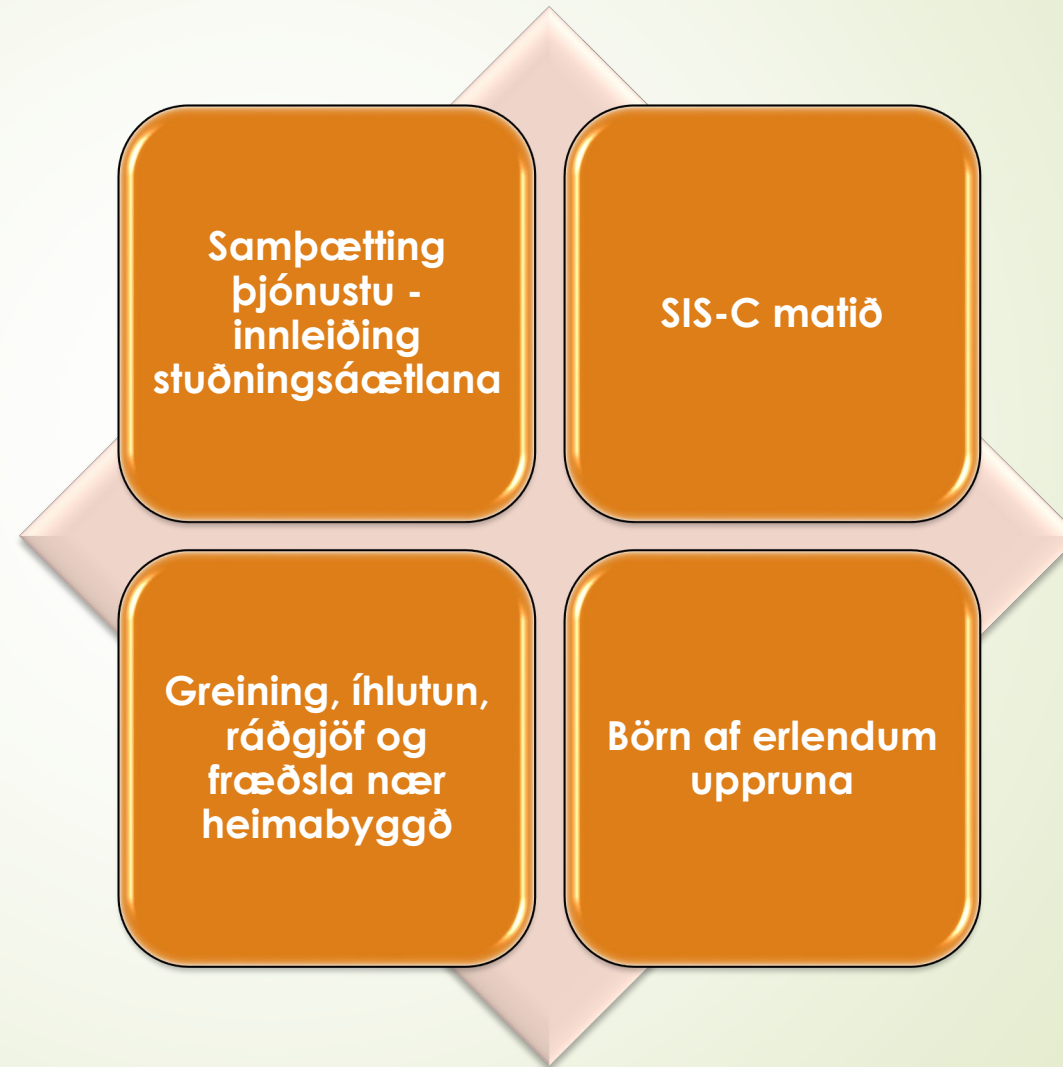 Samþætting
þjónustu -
innleiðing
stuðningsáætlana
SIS-C matið
Greining, íhlutun,
ráðgjöf og
fræðsla nær
heimabyggð
Börn af erlendum
uppruna